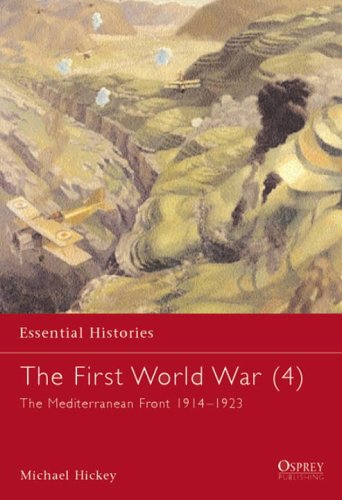 Essential Histories
The First World War (4)
The Mediterranean Front 1914–1923
Michael Hickey
OSPREY
PUBLISHING